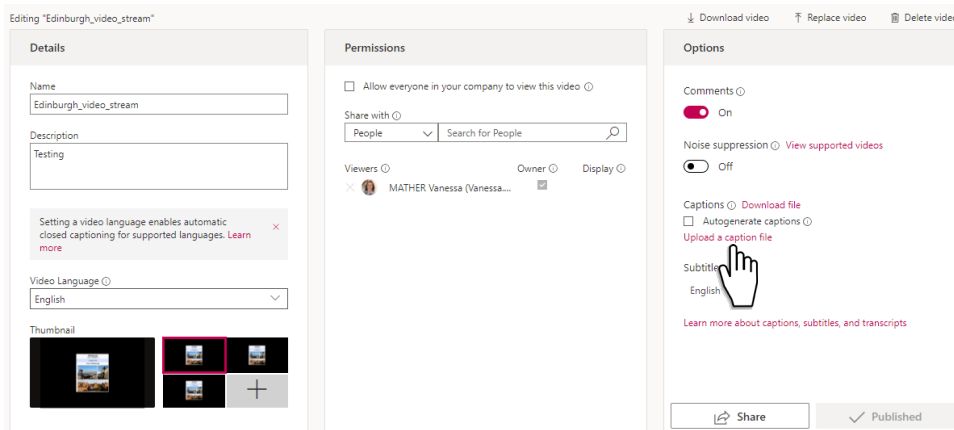 Editing "Edinburgh_video_stream"
Download video
Replace video
Delete video
Details
Name
Edinburgh_video_stream
Description
Testing
Setting a video language enables automatic
closed captioning for supported languages. Learn
more
Video Language
English
Thumbnail
Permissions
Allow everyone in your company to view this video
Share with
People
Search for People
Viewers
Owner
Display
MATHER Vanessa (Vanessa....
Options
Comments
On
Noise suppression
View supported videos
Off
Captions
Download file
Autogenerate captions
Upload a caption file
Subtitle
English
Learn more about captions, subtitles, and transcripts
Share
Published